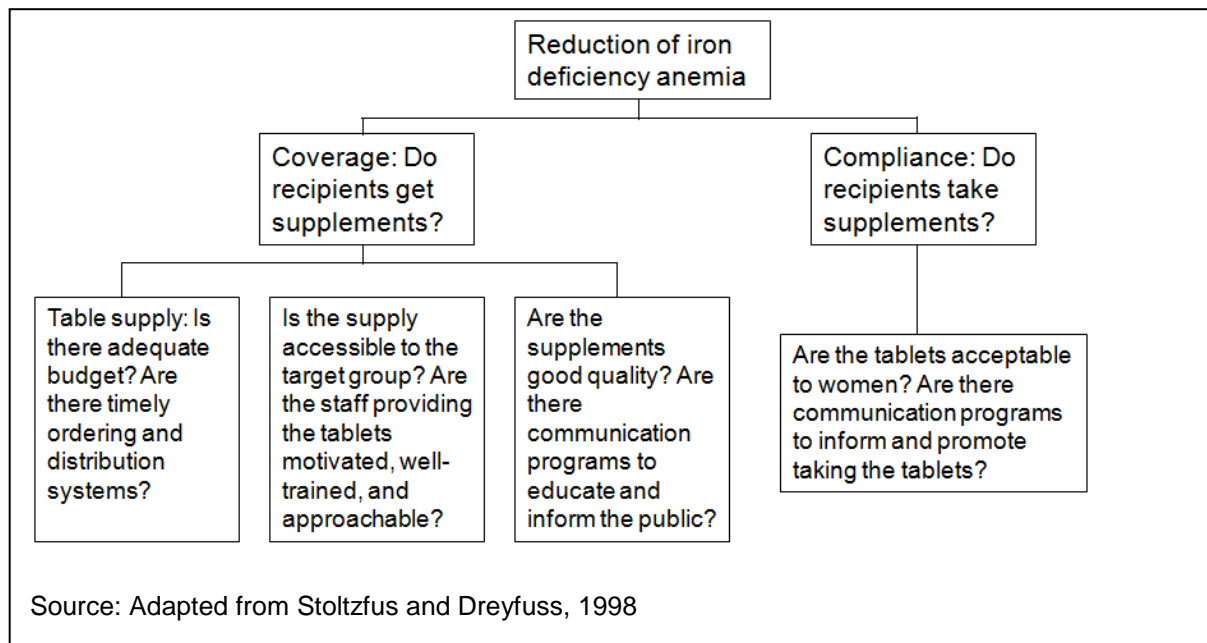 Reduction of iron
deficiency anemia
Coverage: Do
recipients get
supplements?
Compliance: Do
recipients take
supplements?
Table supply: Is
there adequate
budget? Are
there timely
ordering and
distribution
systems?
Is the supply
accessible to the
target group? Are
the staff providing
the tablets
motivated, well-
trained, and
approachable?
Are the
supplements
good quality? Are
there
communication
programs to
educate and
inform the public?
Are the tablets acceptable
to women? Are there
communication programs
to inform and promote
taking the tablets?
Source: Adapted from Stoltzfus and Dreyfuss, 1998